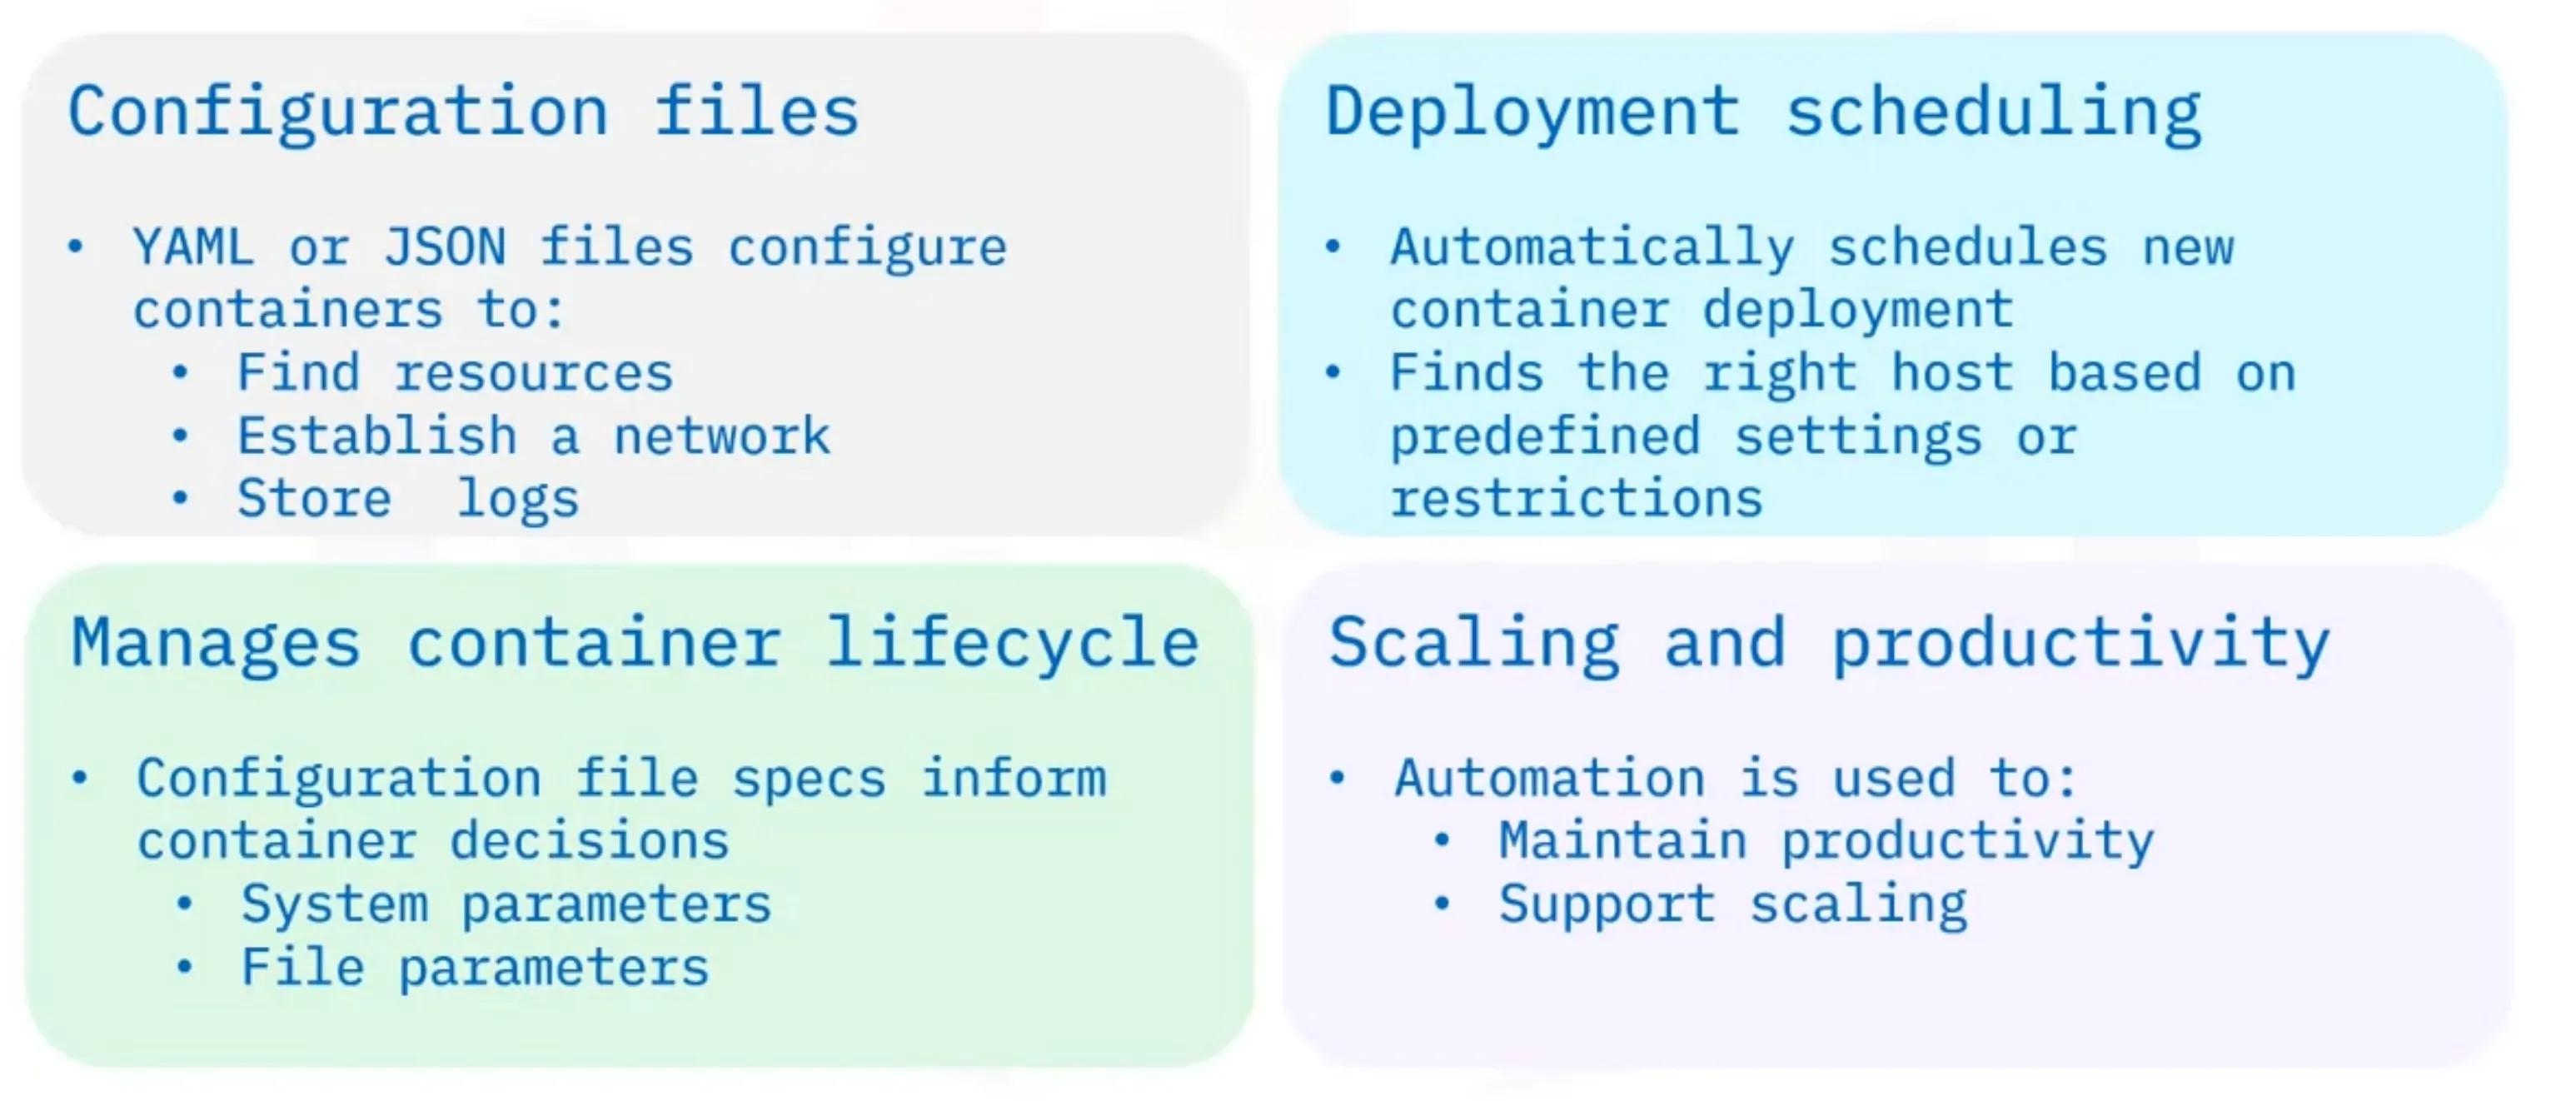 Configuration files
• YAML or JSON files configure
containers to:
• Find resources
• Establish a network
• Store  logs
Deployment scheduling
• Automatically schedules new
container deployment
• Finds the right host based on
predefined settings or
restrictions
Manages container lifecycle
• Configuration file specs inform
container decisions
• System parameters
• File parameters
Scaling and productivity
• Automation is used to:
• Maintain productivity
• Support scaling